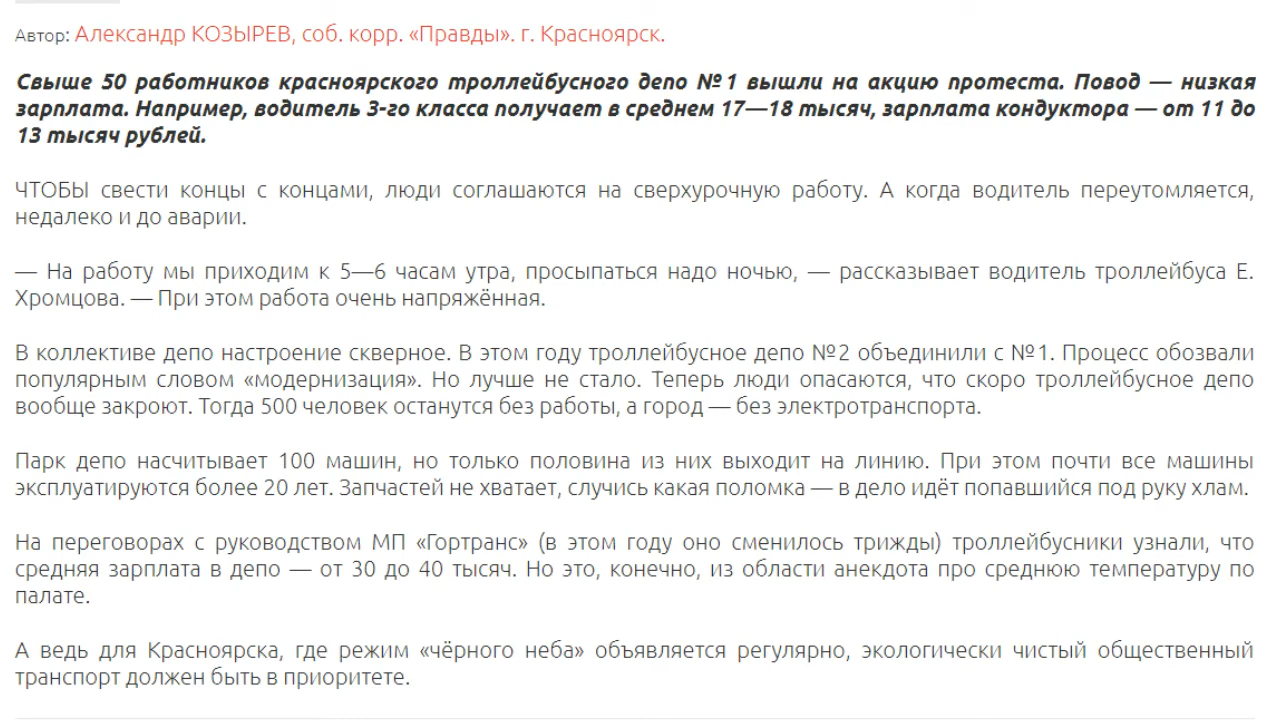 Автор: Александр КОЗЫРЕВ, соб. корр. «Правды». г. Красноярск.
Свыше 50 работников красноярского троллейбусного депо №1 вышли на акцию протеста. Повод — низкая
зарплата. Например, водитель 3-го класса получает в среднем 17—18 тысяч, зарплата кондуктора — от 11 до
13 тысяч рублей.
ЧТОБЫ свести концы с концами, люди соглашаются на сверхурочную работу. А когда водитель переутомляется,
недалеко и до аварии.
— На работу мы приходим к 5—6 часам утра, просыпаться надо ночью, — рассказывает водитель троллейбуса Е.
Хромцова. — При этом работа очень напряжённая.
В коллективе депо настроение скверное. В этом году троллейбусное депо №2 объединили с №1. Процесс обозвали
популярным словом «модернизация». Но лучше не стало. Теперь люди опасаются, что скоро троллейбусное депо
вообще закроют. Тогда 500 человек останутся без работы, а город — без электротранспорта.
Парк депо насчитывает 100 машин, но только половина из них выходит на линию. При этом почти все машины
эксплуатируются более 20 лет. Запчастей не хватает, случись какая поломка — в дело идёт попавшийся под руку хлам.
На переговорах с руководством МП «Гортранс» (в этом году оно сменилось трижды) троллейбусники узнали, что
средняя зарплата в депо — от 30 до 40 тысяч. Но это, конечно, из области анекдота про среднюю температуру по
палате.
А ведь для Красноярска, где режим «чёрного неба» объявляется регулярно, экологически чистый общественный
транспорт должен быть в приоритете.